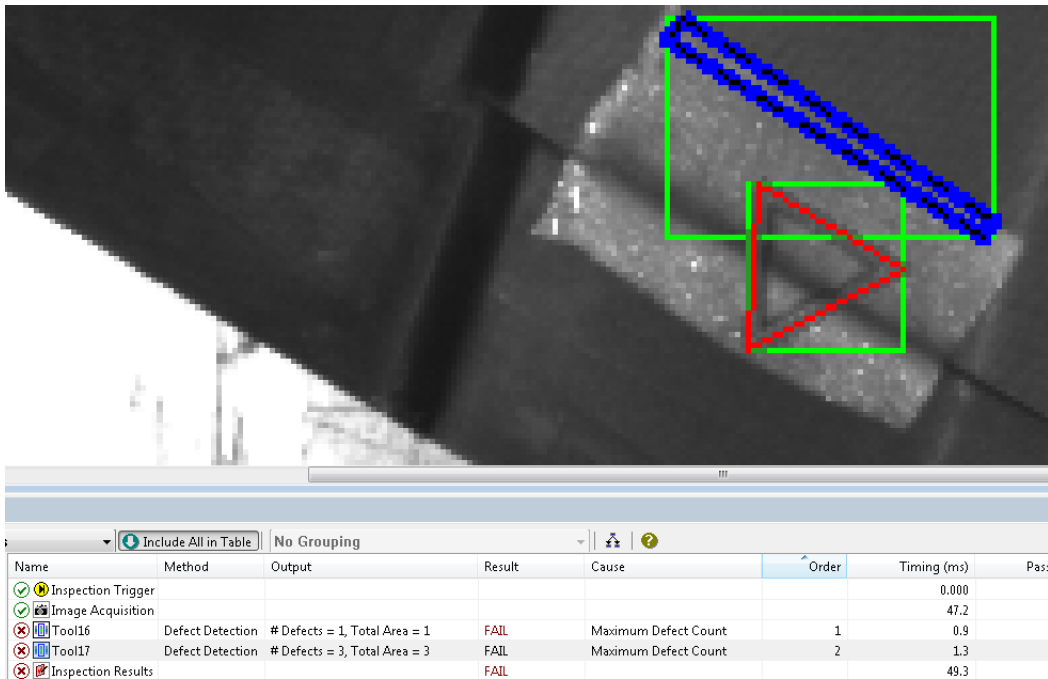 Include All in Table No Grouping
Name Method Output Result Cause Order Timing (ms) Pass
Inspection Trigger 0.000
Image Acquisition 47.2
Tool16 Defect Detection # Defects = 1, Total Area = 1 FAIL Maximum Defect Count 1 0.9
Tool17 Defect Detection # Defects = 3, Total Area = 3 FAIL Maximum Defect Count 2 1.3
Inspection Results FAIL 49.3